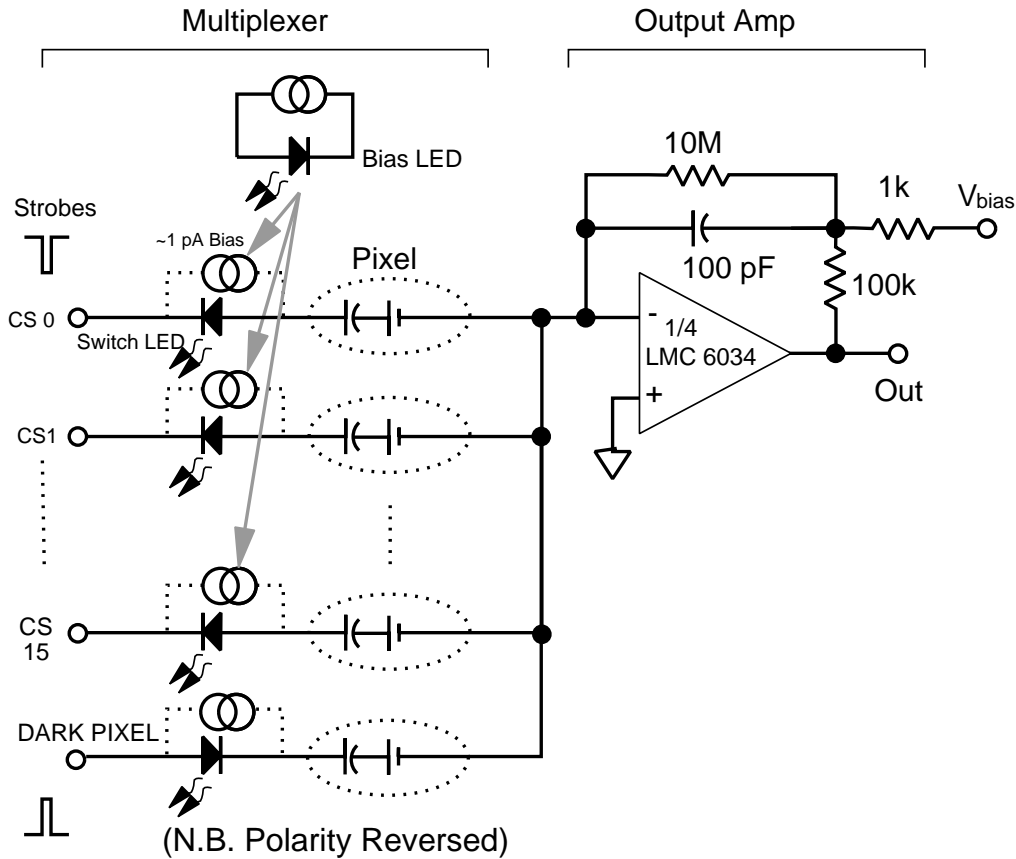 Multiplexer
Output Amp
Bias LED
10M
1k
Vbias
Strobes
~1 pA Bias
Pixel
100 pF
100k
CS 0
Switch LED
-
1/4
LMC 6034
+
Out
CS1
CS
15
DARK PIXEL
(N.B. Polarity Reversed)